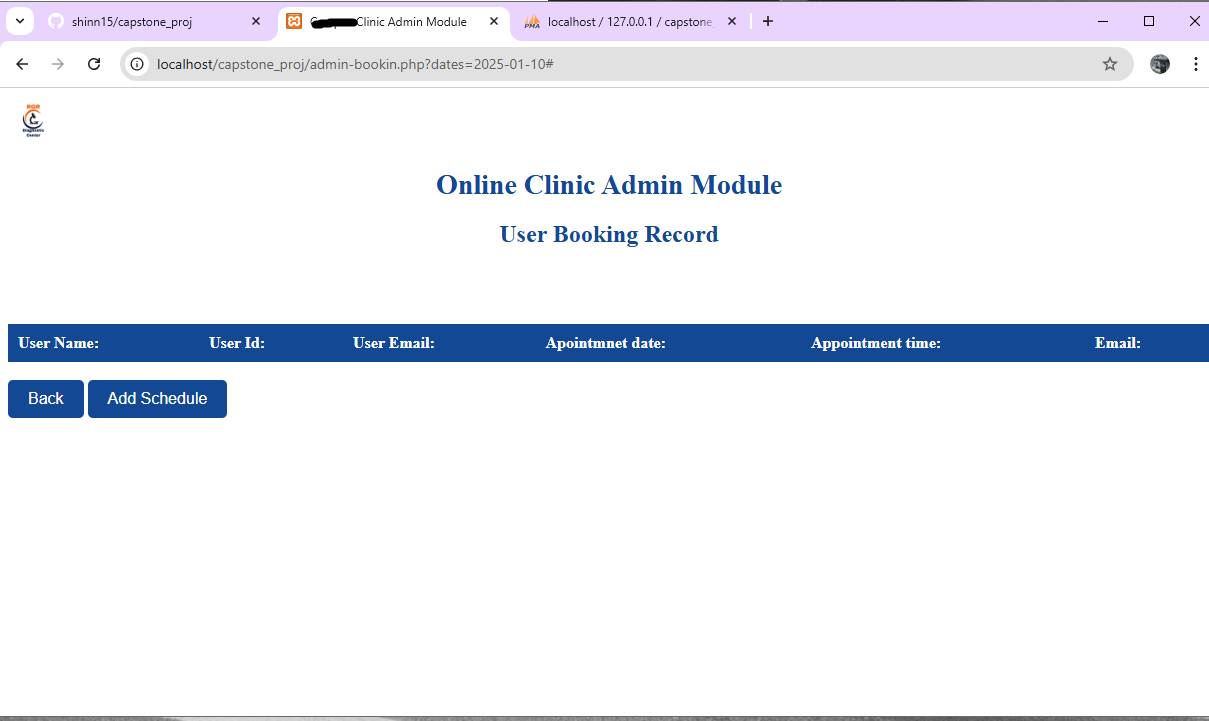 shinn15/capstone_proj
Clinic Admin Module
localhost / 127.0.0.1 / capstone_
localhost/capstone_proj/admin-bookin.php?dates=2025-01-10#
RGR
Diagnostic
Center
Online Clinic Admin Module
User Booking Record
User Name: User Id: User Email: Apointmnet date: Appointment time: Email:
Back Add Schedule